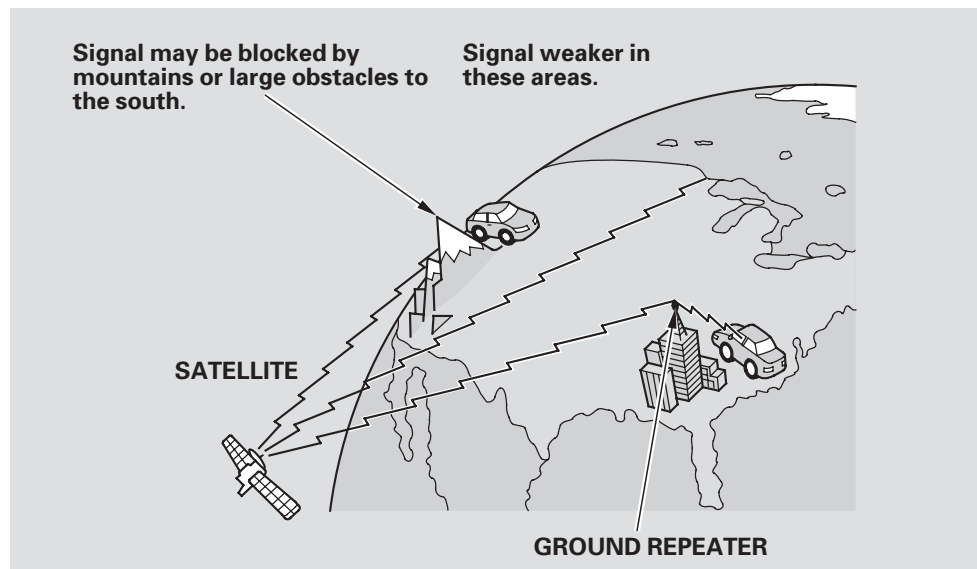 Signal may be blocked by
mountains or large obstacles to
the south.
Signal weaker in
these areas.
SATELLITE
GROUND REPEATER